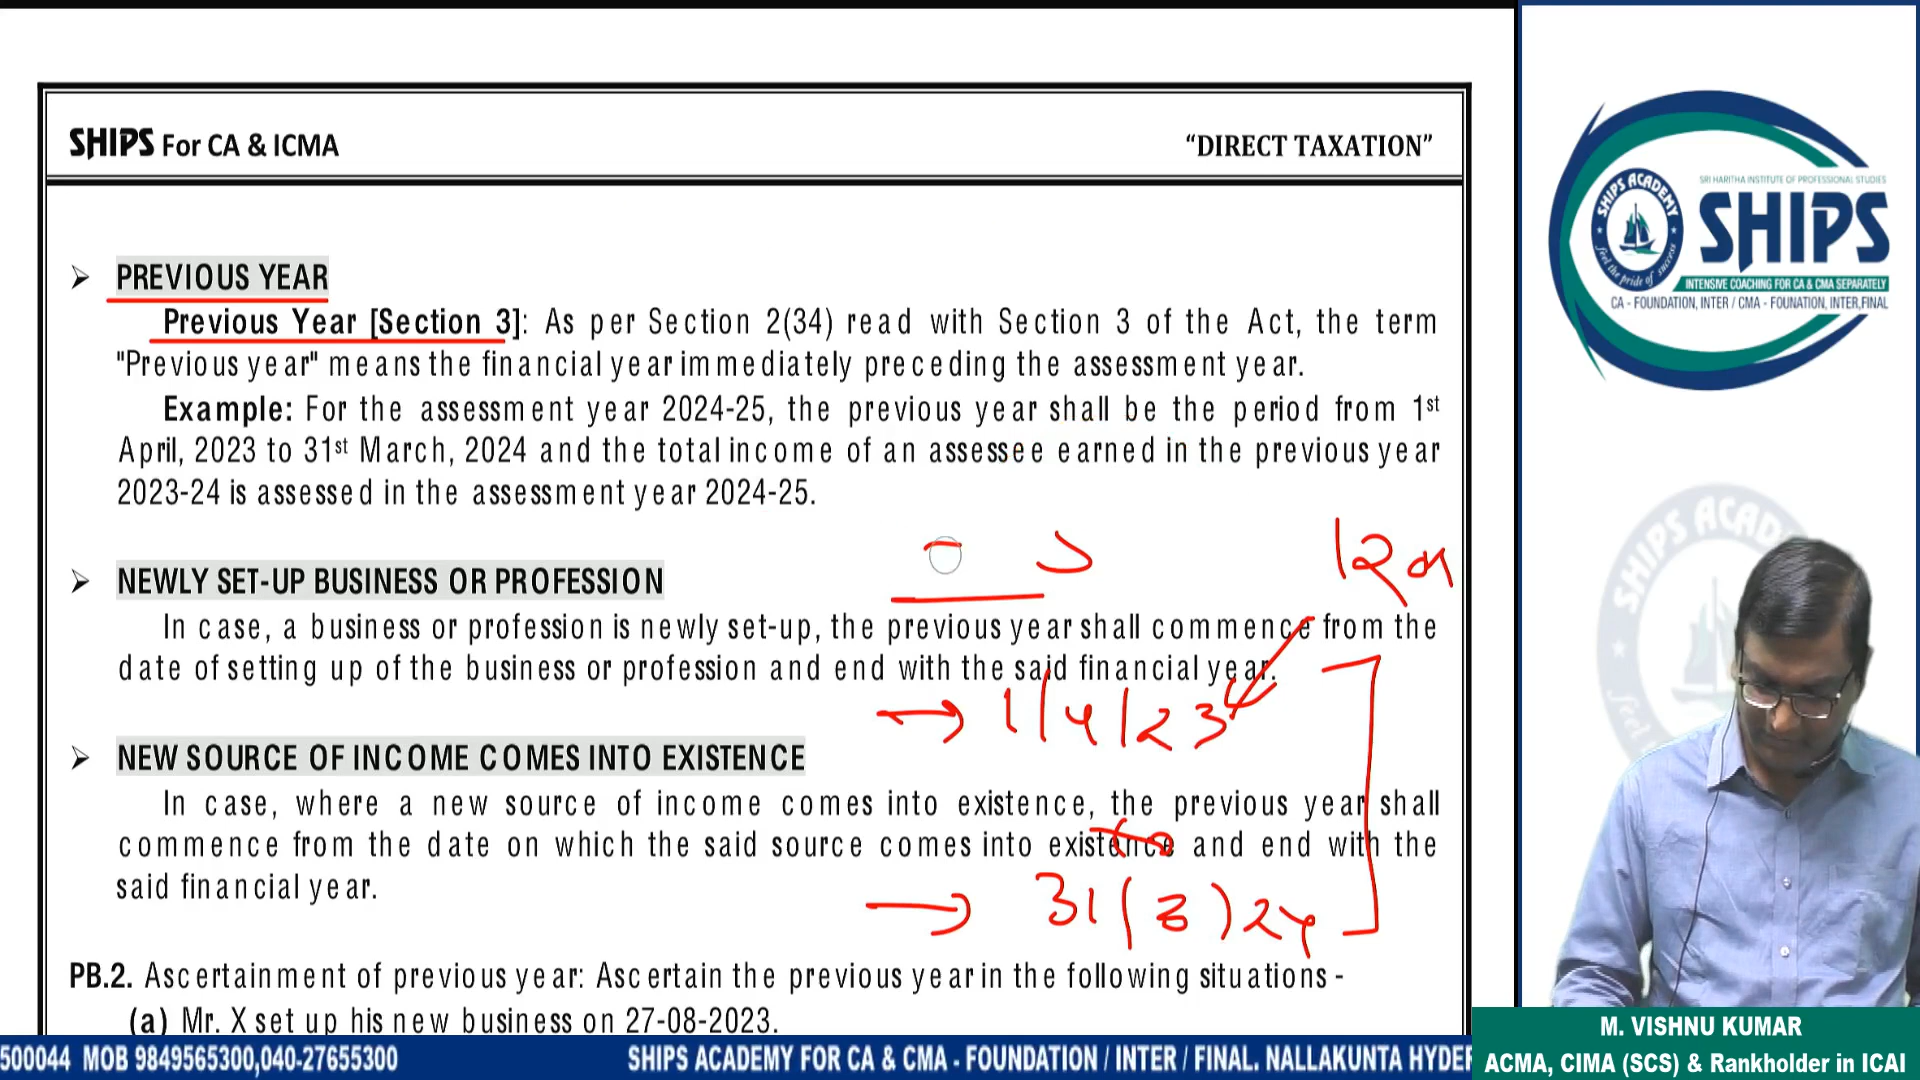 SHIPS For CA & ICMA
“DIRECT TAXATION”
➢ PREVIOUS YEAR
Previous Year [Section 3]: As per Section 2(34) read with Section 3 of the Act, the term
"Previous year" means the financial year immediately preceding the assessment year.
Example: For the assessment year 2024-25, the previous year shall be the period from 1st
April, 2023 to 31st March, 2024 and the total income of an assessee earned in the previous year
2023-24 is assessed in the assessment year 2024-25.
➢ NEWLY SET-UP BUSINESS OR PROFESSION
In case, a business or profession is newly set-up, the previous year shall commence from the
date of setting up of the business or profession and end with the said financial year.
1/4/23
➢ NEW SOURCE OF INCOME COMES INTO EXISTENCE
In case, where a new source of income comes into existence, the previous year shall
commence from the date on which the said source comes into existence and end with the
said financial year.
31/3/24
PB.2. Ascertainment of previous year: Ascertain the previous year in the following situations -
(a) Mr. X set up his new business on 27-08-2023.
SRI HARITHA INSTITUTE OF PROFESSIONAL STUDIES
SHIPS ACADEMY
feel the pride of success
SHIPS
INTENSIVE COACHING FOR CA & CMA SEPARATELY
CA - FOUNDATION, INTER / CMA - FOUNATION, INTER,FINAL
SHIPS ACAD
feel
M. VISHNU KUMAR
ACMA, CIMA (SCS) & Rankholder in ICAI
500044 MOB 9849565300,040-27655300
SHIPS ACADEMY FOR CA & CMA - FOUNDATION / INTER / FINAL. NALLAKUNTA HYDER